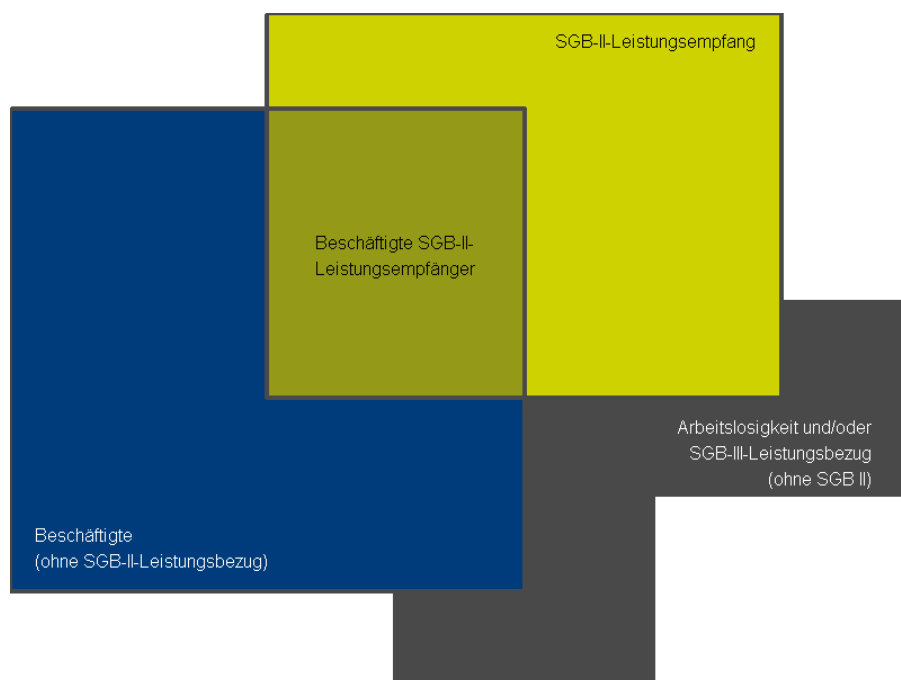 SGB-II-Leistungsempfang
Beschäftigte SGB-II-
Leistungsempfänger
Arbeitslosigkeit und/oder
SGB-III-Leistungsbezug
(ohne SGB II)
Beschäftigte
(ohne SGB-II-Leistungsbezug)